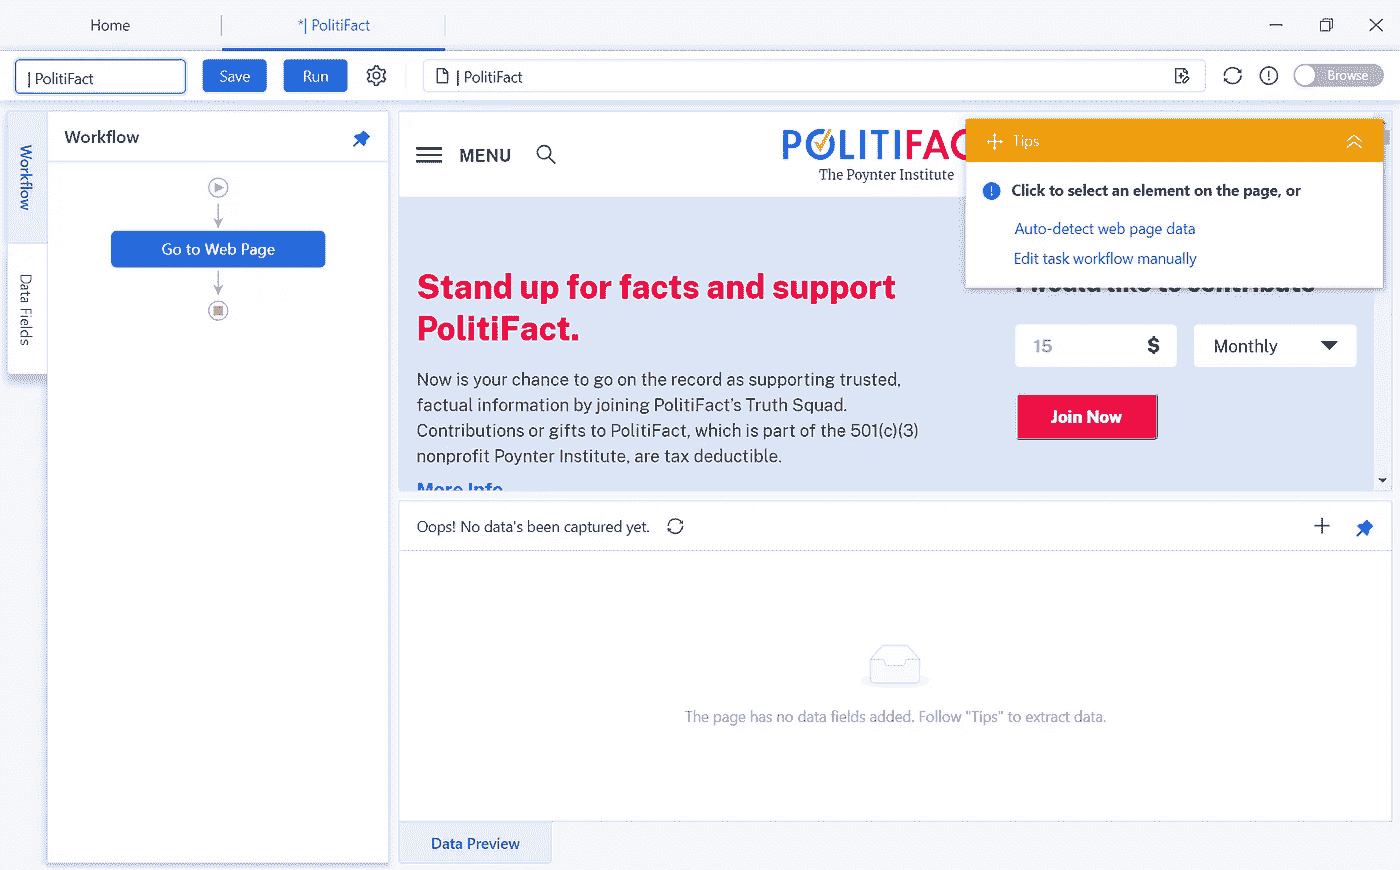 Home
*| PolitiFact
| PolitiFact
Save
Run
| PolitiFact
Browse
Workflow
Data Fields
Workflow
Go to Web Page
MENU
POLITIFAC
The Poynter Institute
Tips
Click to select an element on the page, or
Auto-detect web page data
Edit task workflow manually
Stand up for facts and support
PolitiFact.
Now is your chance to go on the record as supporting trusted,
factual information by joining PolitiFact's Truth Squad.
Contributions or gifts to PolitiFact, which is part of the 501(c)(3)
nonprofit Poynter Institute, are tax deductible.
More Info
I would like to contribute
15 $
Monthly
Join Now
Oops! No data's been captured yet.
The page has no data fields added. Follow "Tips" to extract data.
Data Preview